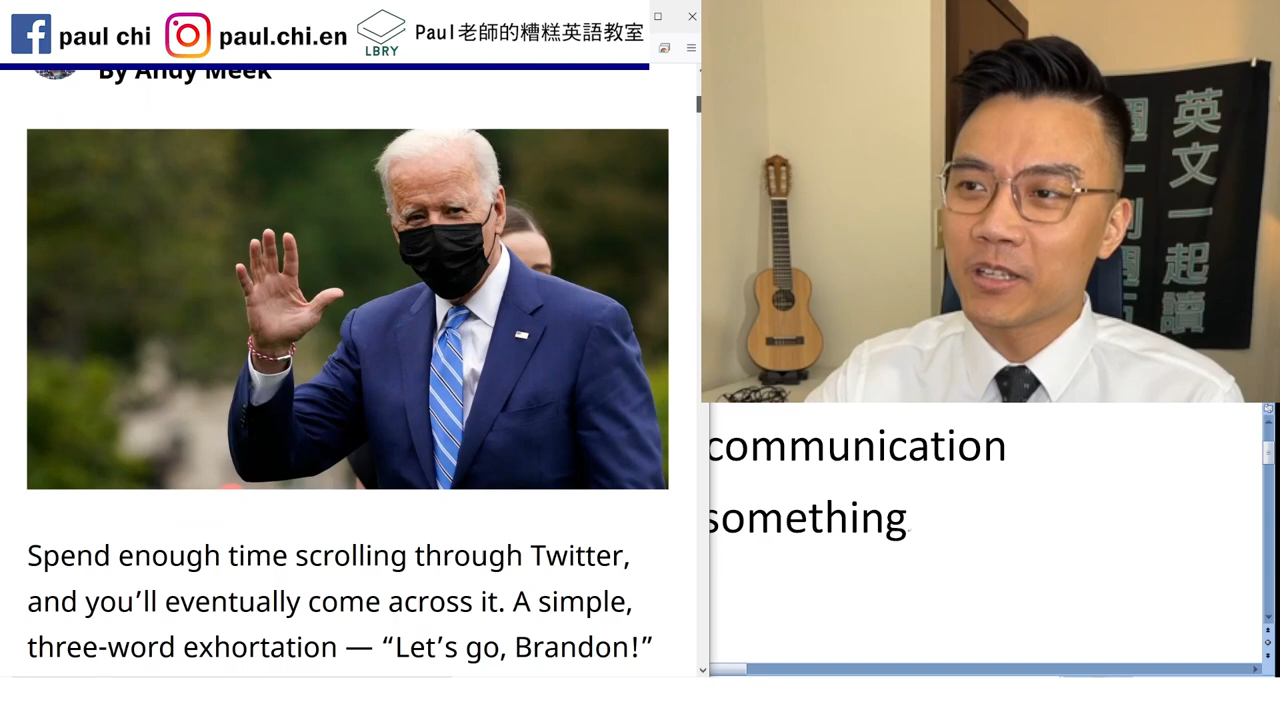 paul chi
paul.chi.en
LBRY
Paul老師的糟糕英語教室
By Andy Meek
英文一起讀
Spend enough time scrolling through Twitter,
and you’ll eventually come across it. A simple,
three-word exhortation — “Let’s go, Brandon!”
communication
something